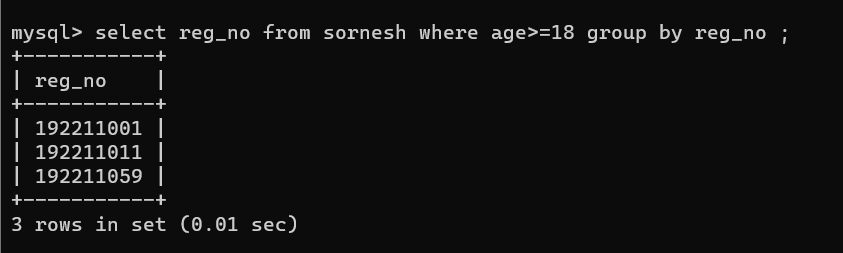 mysql> select reg_no from sornesh where age>=18 group by reg_no ;
+-----------+
| reg_no    |
+-----------+
| 192211001 |
| 192211011 |
| 192211059 |
+-----------+
3 rows in set (0.01 sec)